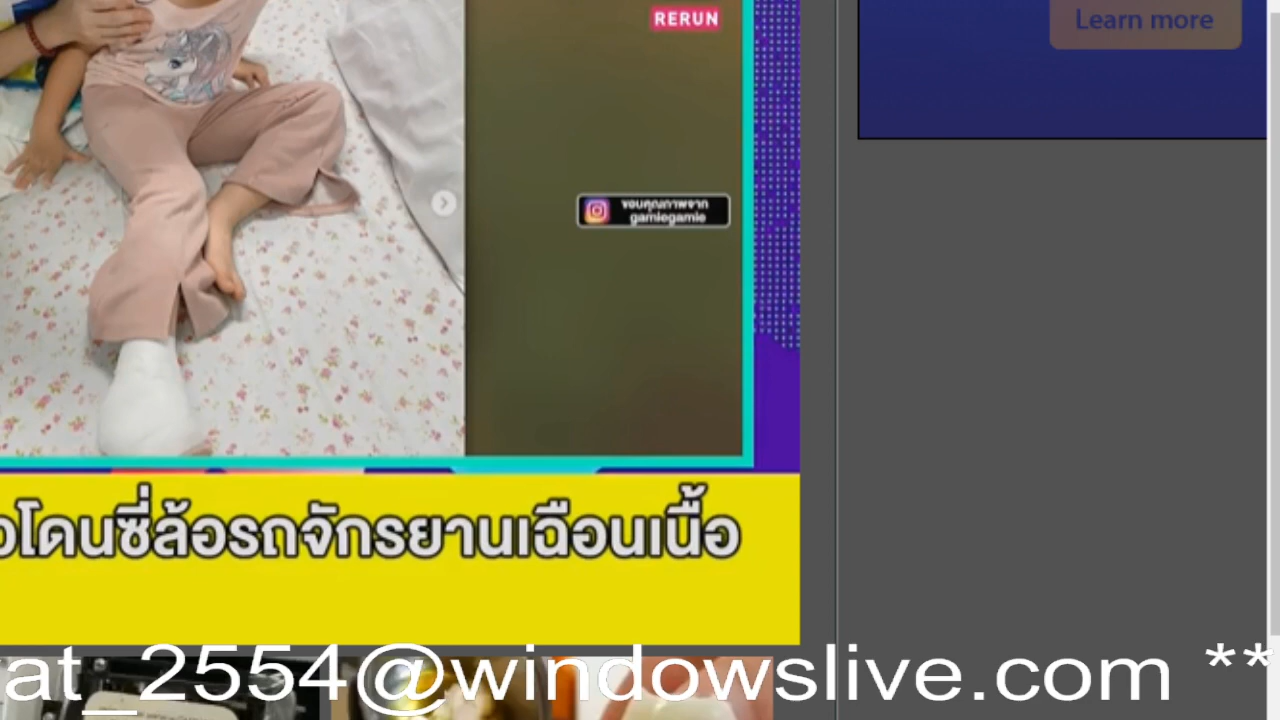 RERUN
Learn more
ขอบคุณภาพจาก
gamiegamie
โดนซี่ล้อรถจักรยานเฉือนเนื้อ
at_2554@windowslive.com **